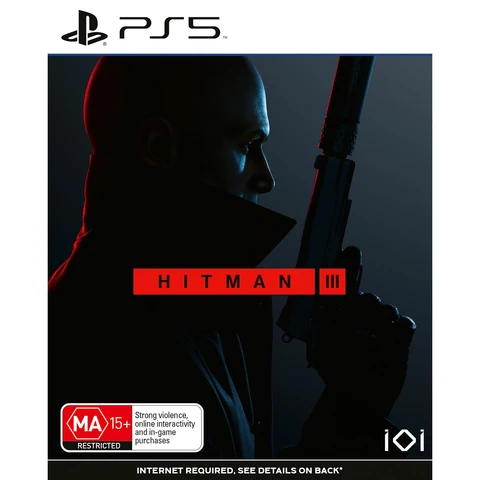 PS5
HITMAN III
MA 15+
RESTRICTED
Strong violence,
online interactivity
and in-game
purchases
IOI
INTERNET REQUIRED, SEE DETAILS ON BACK*